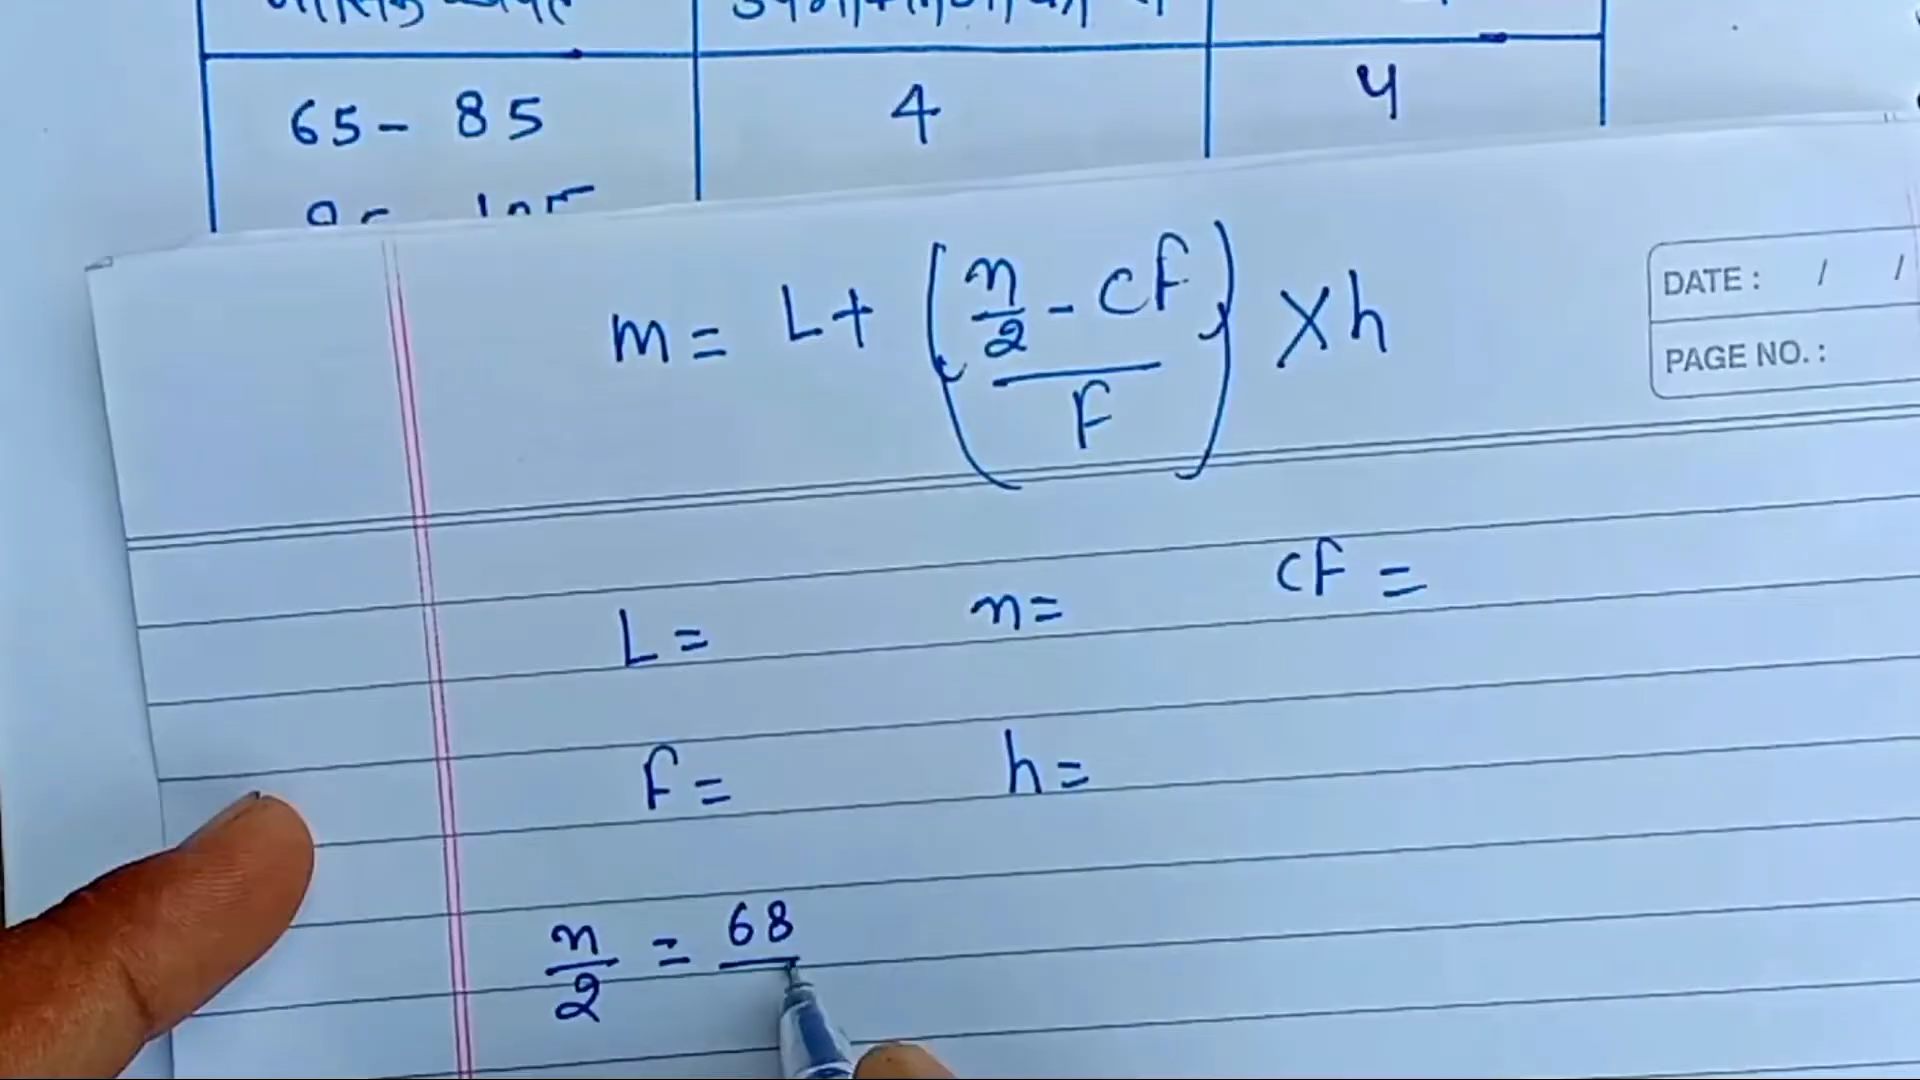 65- 85 4 4
m = L + ( (n/2 - cf) / F ) X h
DATE : / /
PAGE NO. :
L = n = cf =
F = h =
n/2 = 68